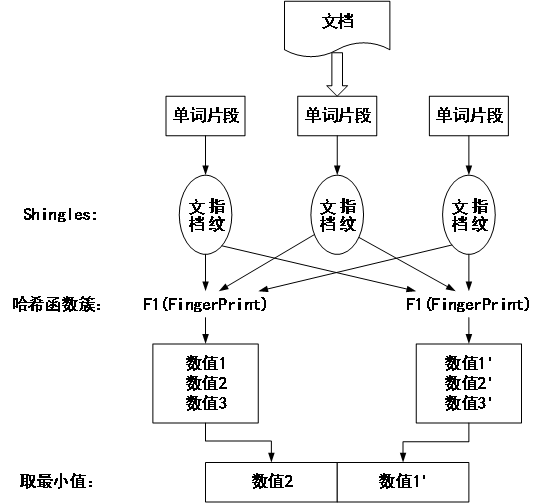 文档
单词片段 单词片段 单词片段
Shingles: 文档指纹 文档指纹 文档指纹
哈希函数簇: F1(FingerPrint) F1(FingerPrint)
数值1 数值1'
数值2 数值2'
数值3 数值3'
取最小值: 数值2 数值1'